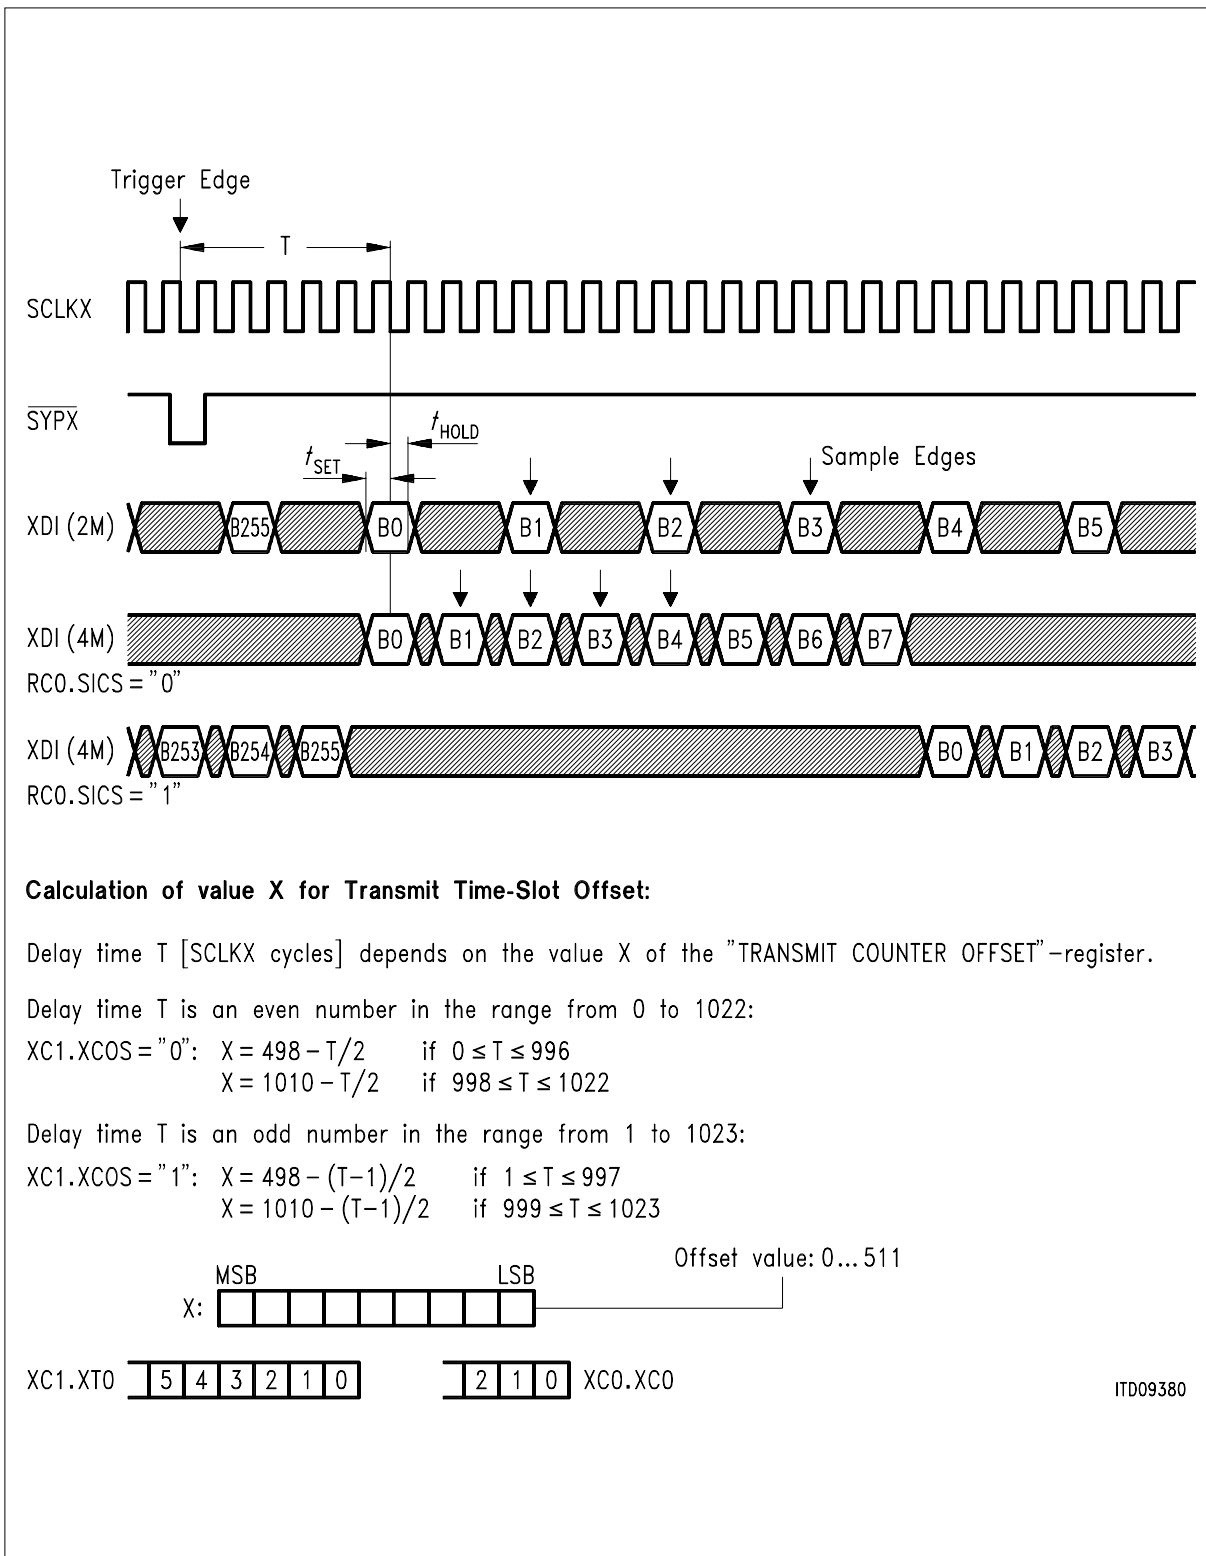 Trigger Edge
T
SCLKX
SYPX
tHOLD
tSET
Sample Edges
XDI (2M) B255 B0 B1 B2 B3 B4 B5
XDI (4M) B0 B1 B2 B3 B4 B5 B6 B7
RC0.SICS = "0"
XDI (4M) B253 B254 B255 B0 B1 B2 B3
RC0.SICS = "1"
Calculation of value X for Transmit Time-Slot Offset:
Delay time T [SCLKX cycles] depends on the value X of the "TRANSMIT COUNTER OFFSET"-register.
Delay time T is an even number in the range from 0 to 1022:
XC1.XCOS = "0": X = 498 – T/2 if 0 ≤ T ≤ 996
X = 1010 – T/2 if 998 ≤ T ≤ 1022
Delay time T is an odd number in the range from 1 to 1023:
XC1.XCOS = "1": X = 498 – (T–1)/2 if 1 ≤ T ≤ 997
X = 1010 – (T–1)/2 if 999 ≤ T ≤ 1023
Offset value: 0...511
MSB LSB
X:
XC1.XT0 5 4 3 2 1 0 2 1 0 XC0.XC0
ITD09380